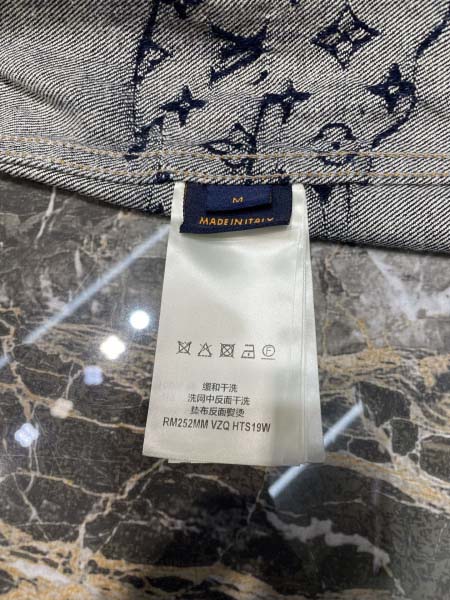 M
MADE IN ITALY
缓和干洗
洗网中反面干洗
垫布反面熨烫
RM252MM VZQ HTS19W